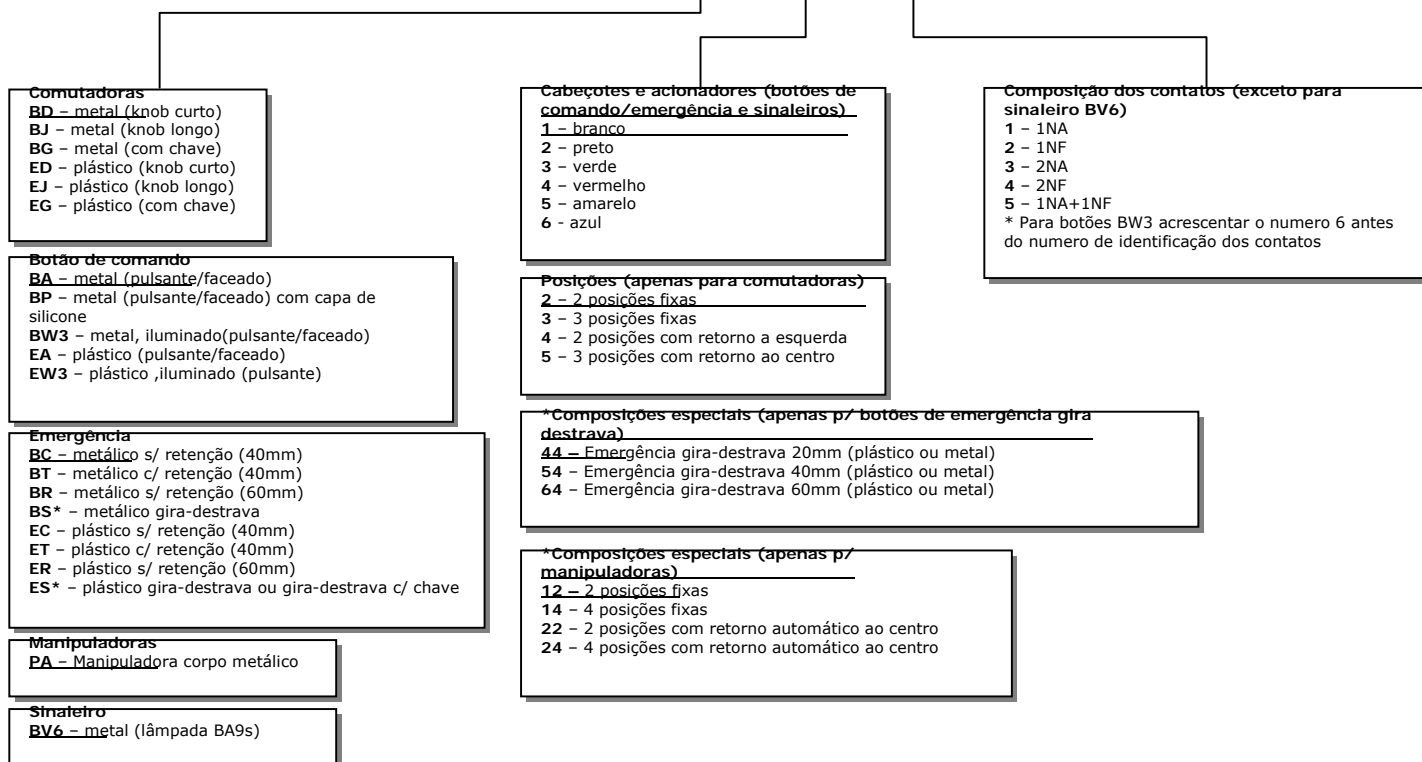 Comutadoras
BD – metal (knob curto)
BJ – metal (knob longo)
BG – metal (com chave)
ED – plástico (knob curto)
EJ – plástico (knob longo)
EG – plástico (com chave)
Botão de comando
BA – metal (pulsante/faceado)
BP – metal (pulsante/faceado) com capa de
silicone
BW3 – metal, iluminado(pulsante/faceado)
EA – plástico (pulsante/faceado)
EW3 – plástico ,iluminado (pulsante)
Emergência
BC – metálico s/ retenção (40mm)
BT – metálico c/ retenção (40mm)
BR – metálico s/ retenção (60mm)
BS* – metálico gira-destrava
EC – plástico s/ retenção (40mm)
ET – plástico c/ retenção (40mm)
ER – plástico s/ retenção (60mm)
ES* – plástico gira-destrava ou gira-destrava c/ chave
Manipuladoras
PA – Manipuladora corpo metálico
Sinaleiro
BV6 – metal (lâmpada BA9s)
Cabeçotes e acionadores (botões de
comando/emergência e sinaleiros)
1 – branco
2 – preto
3 – verde
4 – vermelho
5 – amarelo
6 - azul
Posições (apenas para comutadoras)
2 – 2 posições fixas
3 – 3 posições fixas
4 – 2 posições com retorno a esquerda
5 – 3 posições com retorno ao centro
*Composições especiais (apenas p/ botões de emergência gira
destrava)
44 – Emergência gira-destrava 20mm (plástico ou metal)
54 – Emergência gira-destrava 40mm (plástico ou metal)
64 – Emergência gira-destrava 60mm (plástico ou metal)
*Composições especiais (apenas p/
manipuladoras)
12 – 2 posições fixas
14 – 4 posições fixas
22 – 2 posições com retorno automático ao centro
24 – 4 posições com retorno automático ao centro
Composição dos contatos (exceto para
sinaleiro BV6)
1 – 1NA
2 – 1NF
3 – 2NA
4 – 2NF
5 – 1NA+1NF
* Para botões BW3 acrescentar o numero 6 antes
do numero de identificação dos contatos